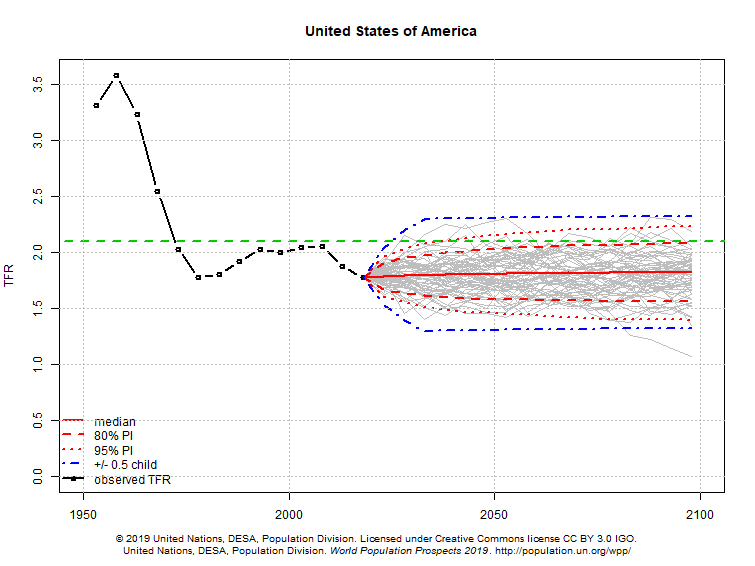 United States of America
TFR
3.5
3.0
2.5
2.0
1.5
1.0
0.5
0.0
median
80% PI
95% PI
+/- 0.5 child
observed TFR
1950 2000 2050 2100
© 2019 United Nations, DESA, Population Division. Licensed under Creative Commons license CC BY 3.0 IGO.
United Nations, DESA, Population Division. World Population Prospects 2019. http://population.un.org/wpp/